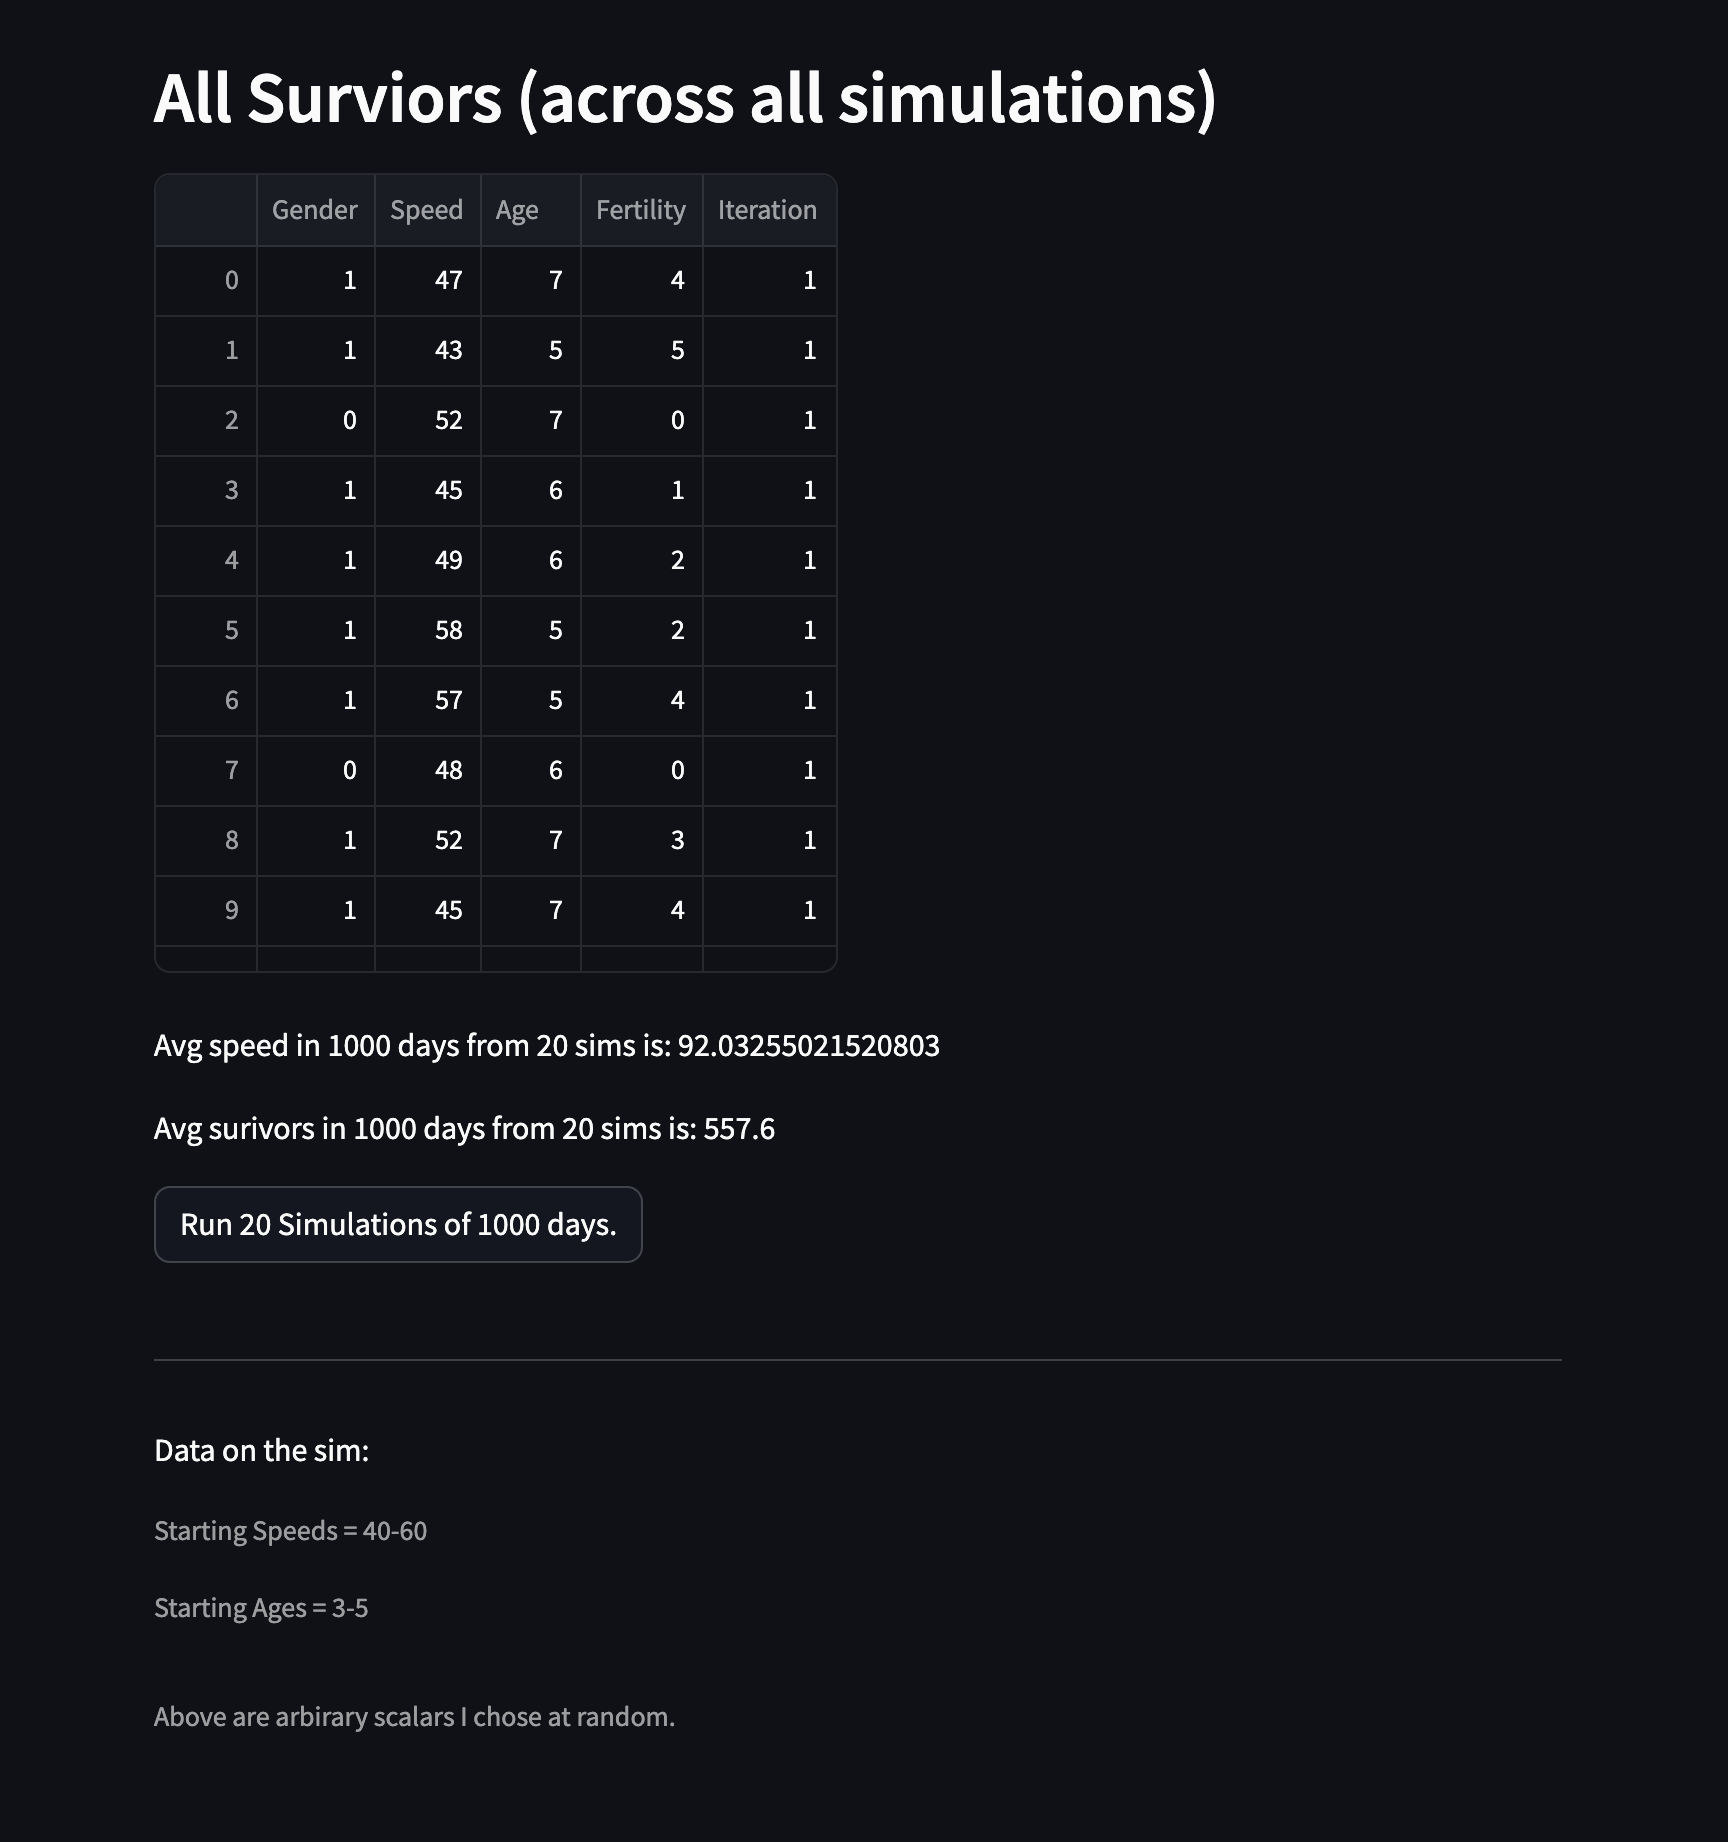 All Surviors (across all simulations)
Gender Speed Age Fertility Iteration
0 1 47 7 4 1
1 1 43 5 5 1
2 0 52 7 0 1
3 1 45 6 1 1
4 1 49 6 2 1
5 1 58 5 2 1
6 1 57 5 4 1
7 0 48 6 0 1
8 1 52 7 3 1
9 1 45 7 4 1
Avg speed in 1000 days from 20 sims is: 92.03255021520803
Avg surivors in 1000 days from 20 sims is: 557.6
Run 20 Simulations of 1000 days.
Data on the sim:
Starting Speeds = 40-60
Starting Ages = 3-5
Above are arbirary scalars I chose at random.